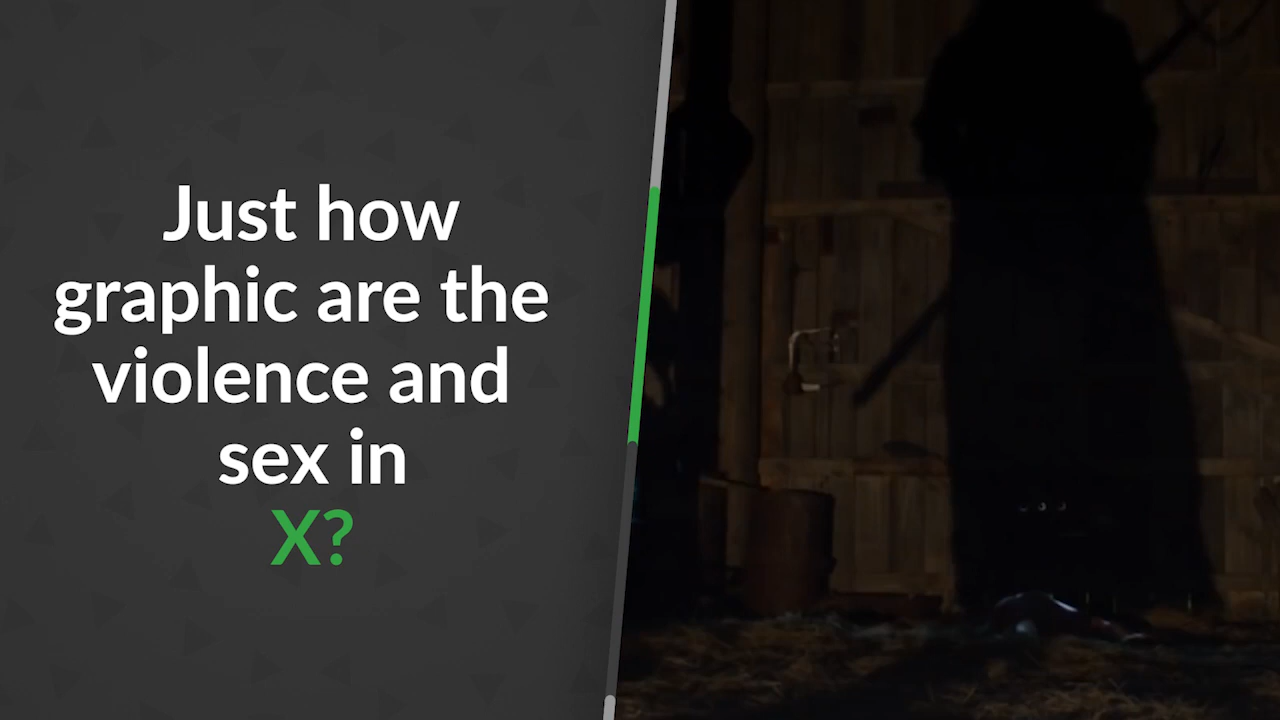 Just how
graphic are the
violence and
sex in
X?